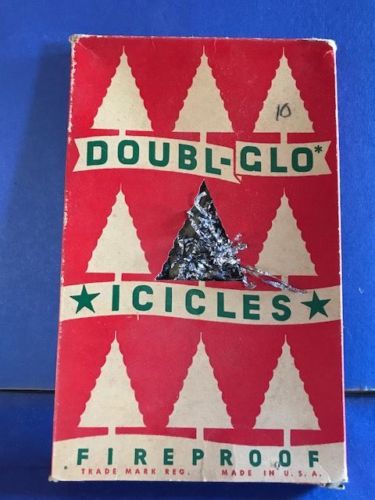 10
DOUBL-GLO*
★ ICICLES ★
FIREPROOF
TRADE MARK REG. MADE IN U.S.A.